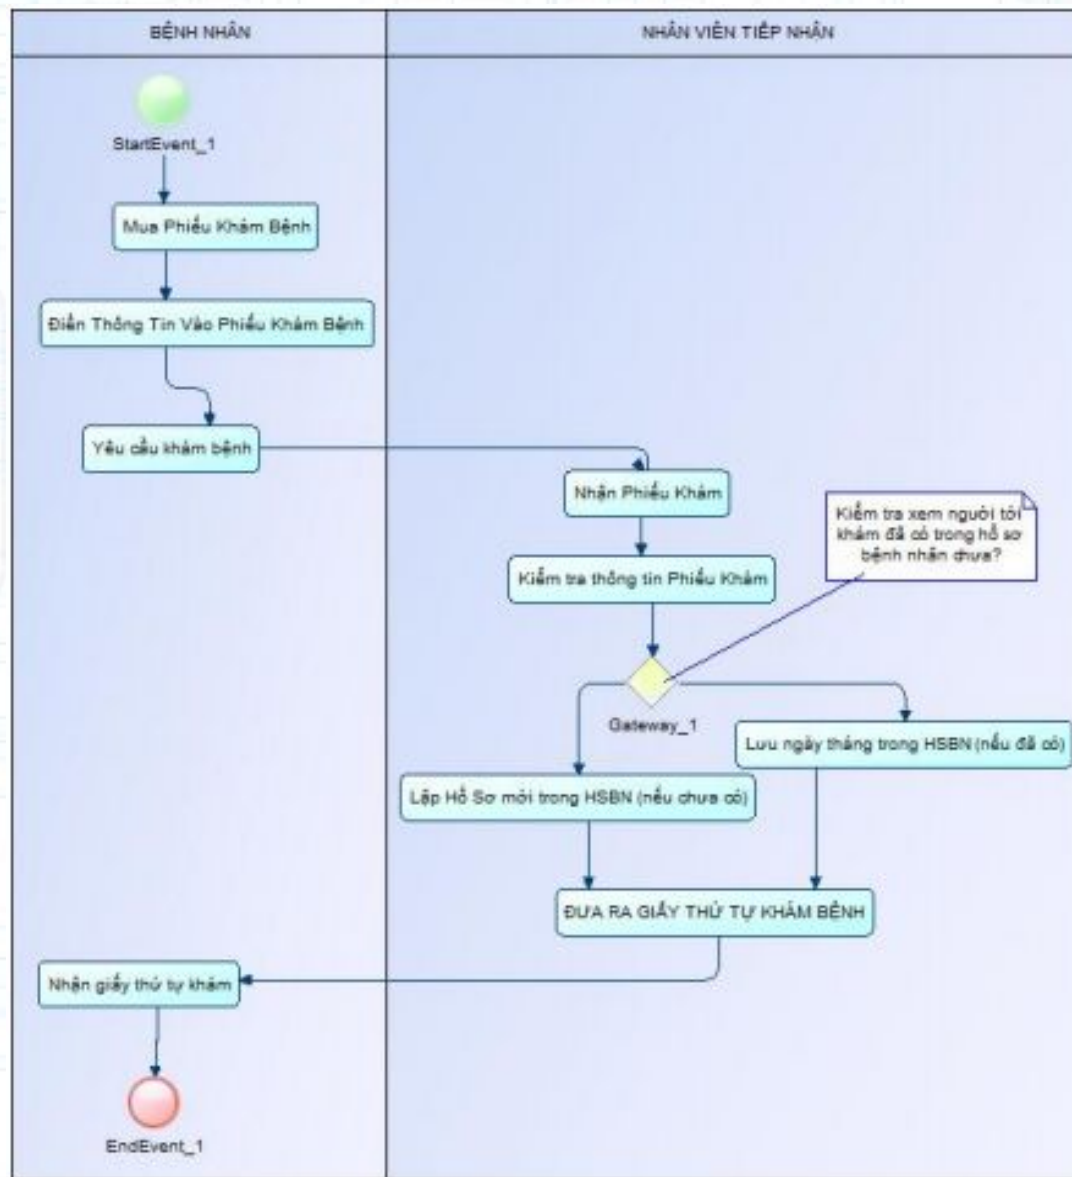 BỆNH NHÂN
NHÂN VIÊN TIẾP NHẬN
StartEvent_1
Mua Phiếu Khám Bệnh
Điền Thông Tin Vào Phiếu Khám Bệnh
Yêu cầu khám bệnh
Nhận Phiếu Khám
Kiểm tra xem người tới
khám đã có trong hồ sơ
bệnh nhân chưa?
Kiểm tra thông tin Phiếu Khám
Gateway_1
Lưu ngày tháng trong HSBN (nếu đã có)
Lập Hồ Sơ mới trong HSBN (nếu chưa có)
ĐƯA RA GIẤY THỨ TỰ KHÁM BỆNH
Nhận giấy thứ tự khám
EndEvent_1